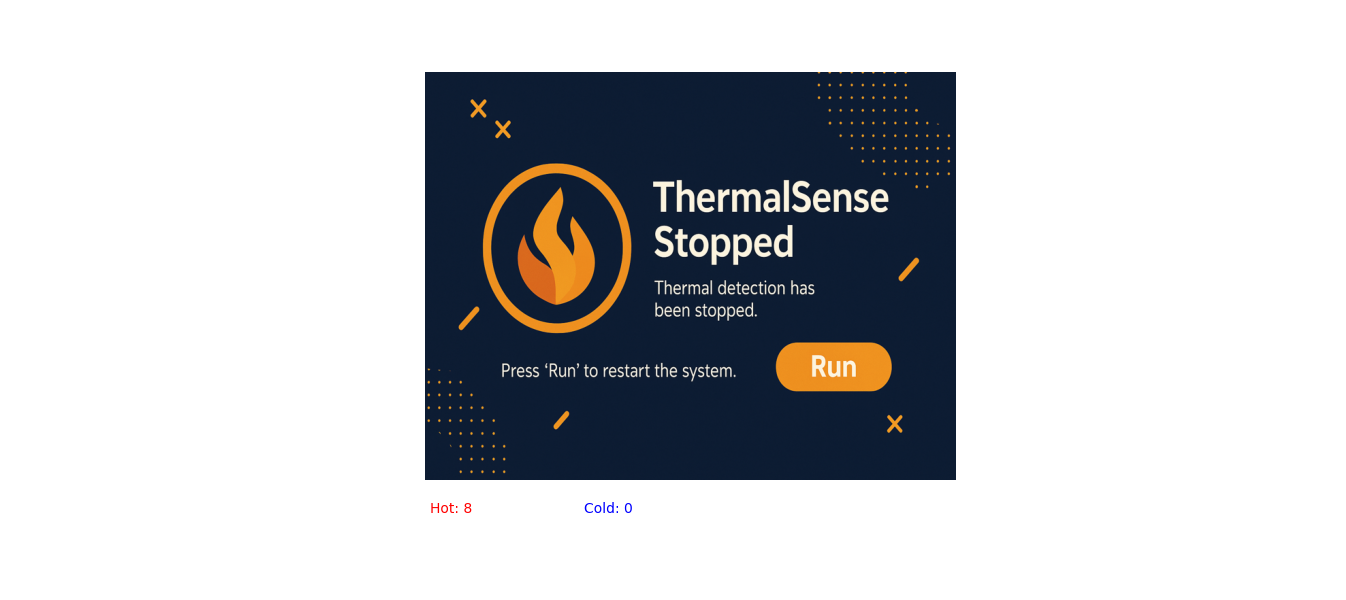 ThermalSense
Stopped
Thermal detection has
been stopped.
Press ‘Run’ to restart the system.
Run
Hot: 8
Cold: 0